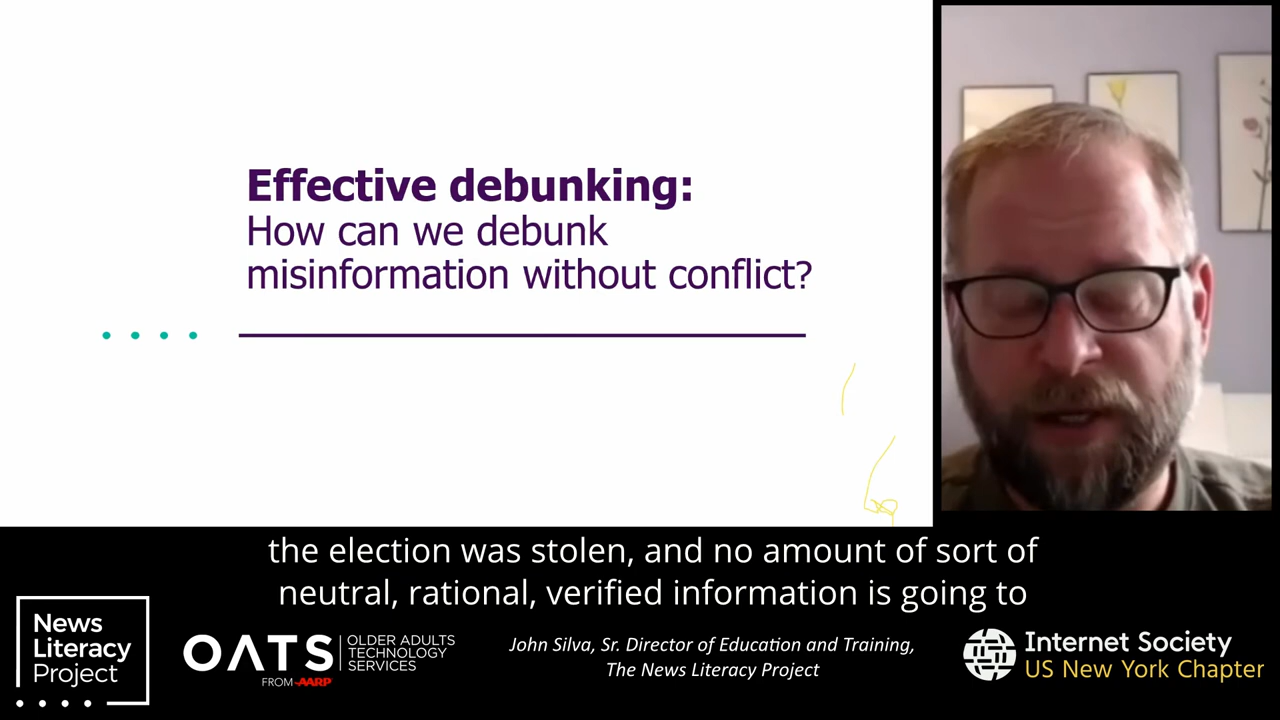 Effective debunking:
How can we debunk
misinformation without conflict?
the election was stolen, and no amount of sort of
neutral, rational, verified information is going to
News
Literacy
Project
OATS
OLDER ADULTS
TECHNOLOGY
SERVICES
FROM AARP
John Silva, Sr. Director of Education and Training,
The News Literacy Project
Internet Society
US New York Chapter